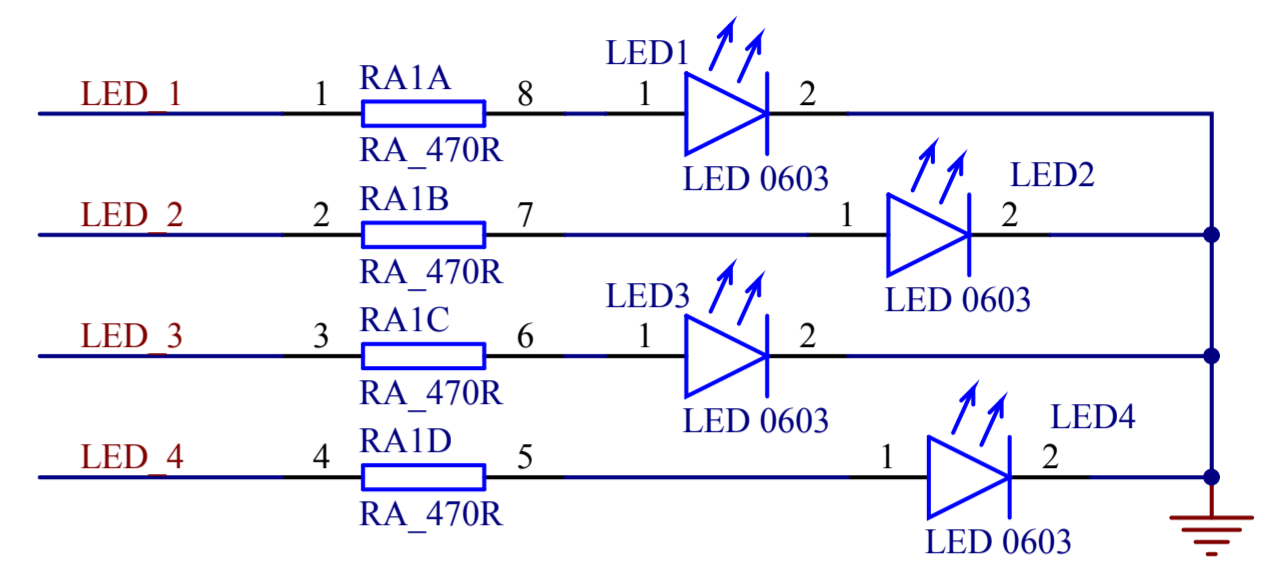 LED_1
1
RA1A
8
RA_470R
LED1
1
2
LED 0603
LED_2
2
RA1B
7
RA_470R
1
LED2
2
LED 0603
LED_3
3
RA1C
6
RA_470R
LED3
1
2
LED 0603
LED_4
4
RA1D
5
RA_470R
1
LED4
2
LED 0603